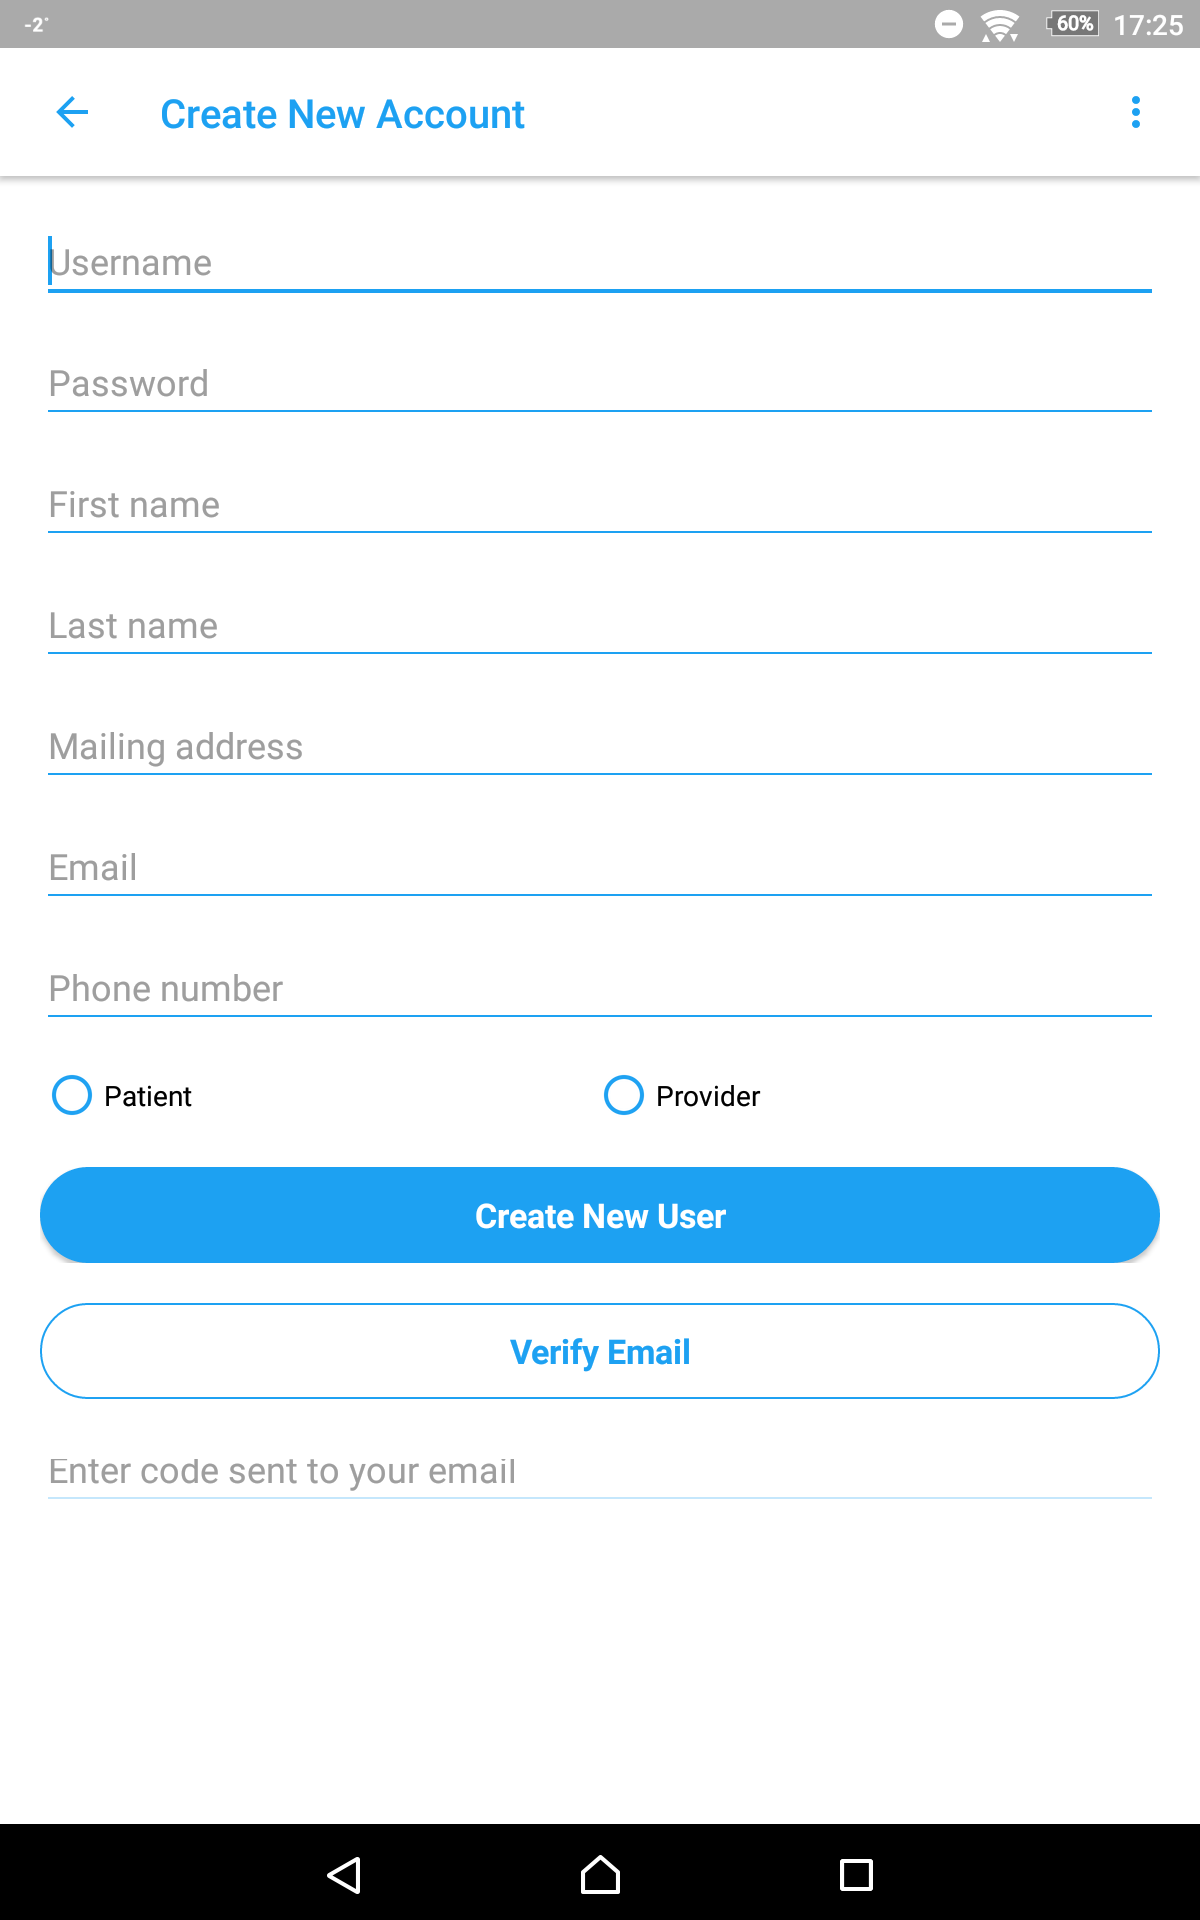 -2°
60% 17:25
Create New Account
Username
Password
First name
Last name
Mailing address
Email
Phone number
Patient Provider
Create New User
Verify Email
Enter code sent to your email